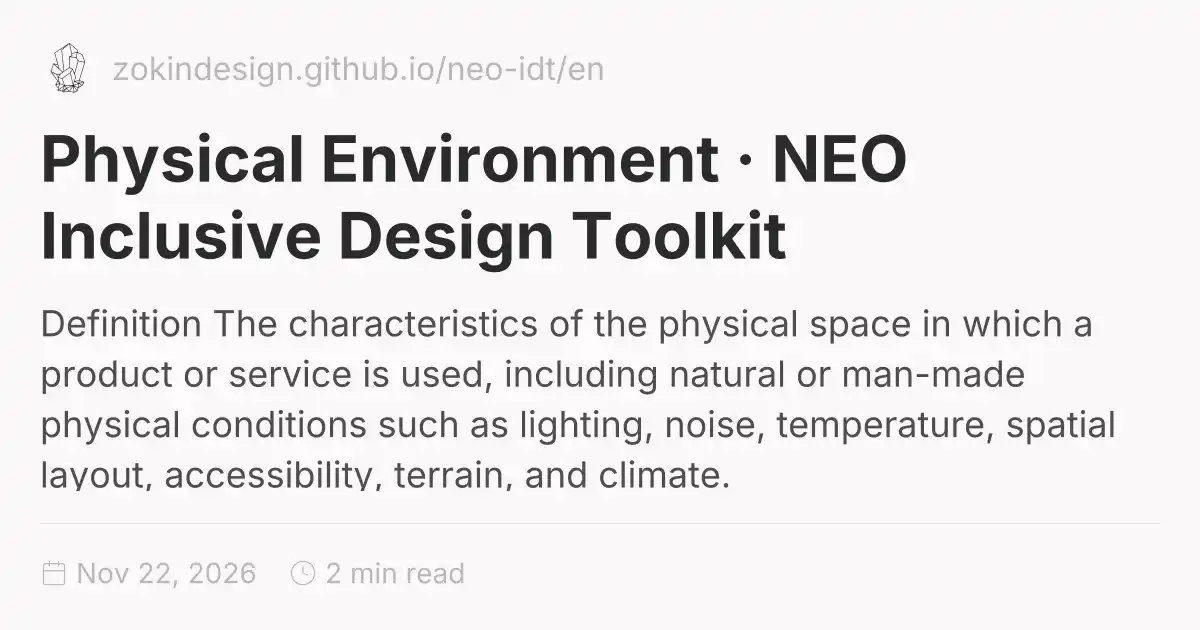 zokindesign.github.io/neo-idt/en
Physical Environment · NEO
Inclusive Design Toolkit
Definition The characteristics of the physical space in which a
product or service is used, including natural or man-made
physical conditions such as lighting, noise, temperature, spatial
layout, accessibility, terrain, and climate.
Nov 22, 2026 2 min read